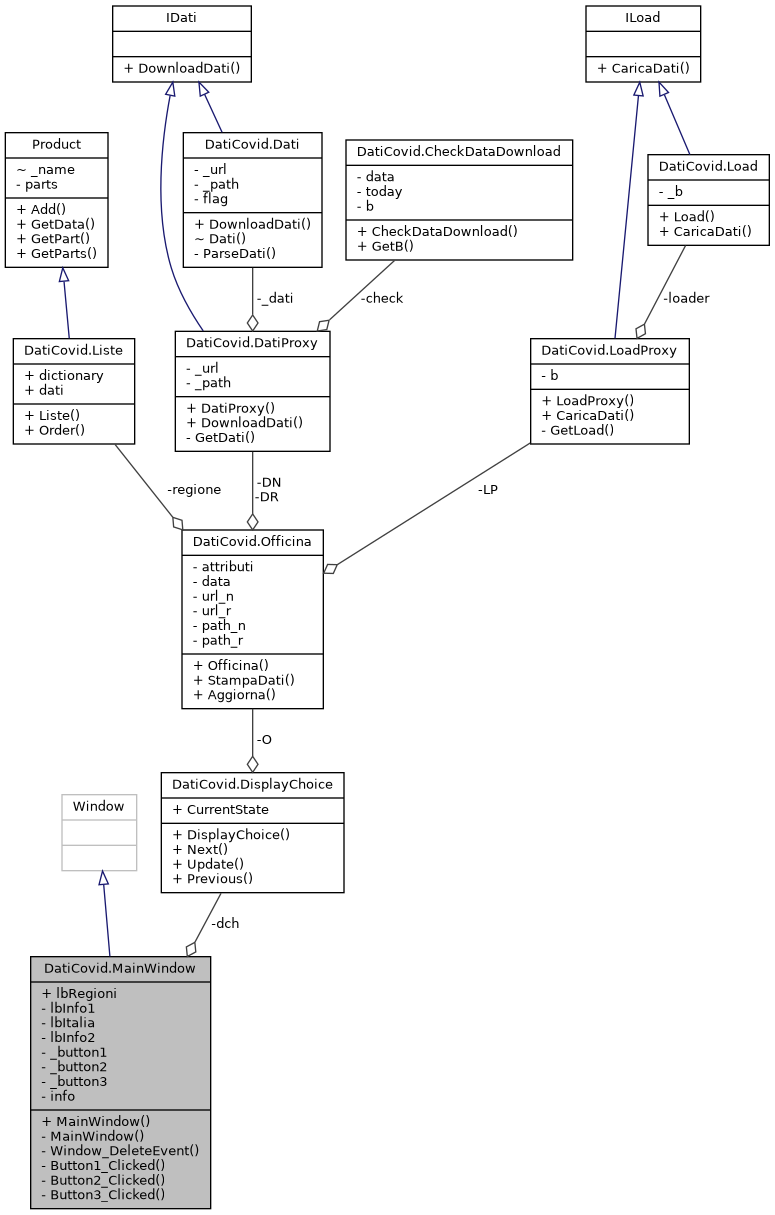 IDati
+ DownloadDati()
ILoad
+ CaricaDati()
Product
~ _name
- parts
+ Add()
+ GetData()
+ GetPart()
+ GetParts()
DatiCovid.Dati
- _url
- _path
- flag
+ DownloadDati()
~ Dati()
- ParseDati()
DatiCovid.CheckDataDownload
- data
- today
- b
+ CheckDataDownload()
+ GetB()
DatiCovid.Load
- _b
+ Load()
+ CaricaDati()
-_dati
-check
-loader
DatiCovid.Liste
+ dictionary
+ dati
+ Liste()
+ Order()
DatiCovid.DatiProxy
- _url
- _path
+ DatiProxy()
+ DownloadDati()
- GetDati()
DatiCovid.LoadProxy
- b
+ LoadProxy()
+ CaricaDati()
- GetLoad()
-regione
-DN
-DR
-LP
DatiCovid.Officina
- attributi
- data
- url_n
- url_r
- path_n
- path_r
+ Officina()
+ StampaDati()
+ Aggiorna()
-O
DatiCovid.DisplayChoice
+ CurrentState
+ DisplayChoice()
+ Next()
+ Update()
+ Previous()
Window
-dch
DatiCovid.MainWindow
+ lbRegioni
- lbInfo1
- lbItalia
- lbInfo2
- _button1
- _button2
- _button3
- info
+ MainWindow()
- MainWindow()
- Window_DeleteEvent()
- Button1_Clicked()
- Button2_Clicked()
- Button3_Clicked()